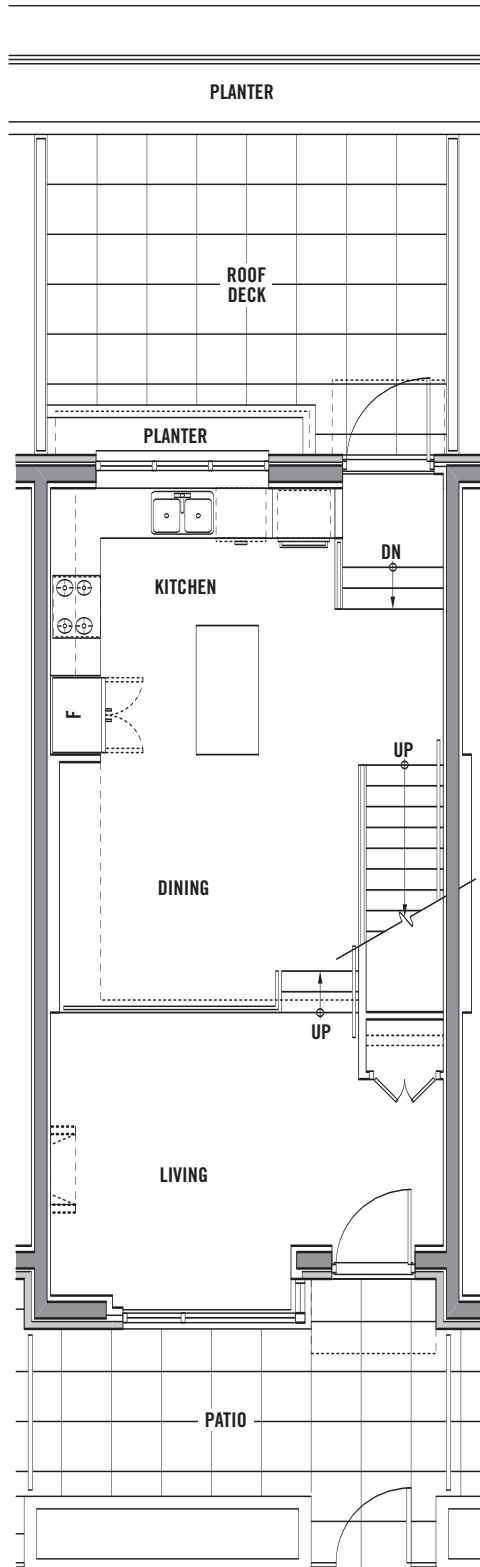 PLANTER
ROOF
DECK
PLANTER
DN
KITCHEN
F
UP
DINING
UP
LIVING
PATIO